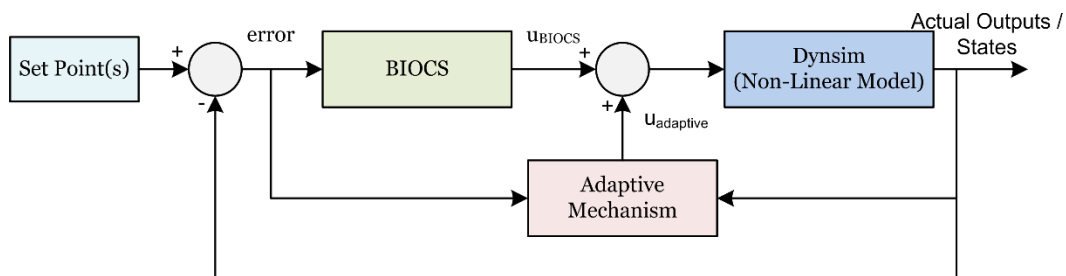 Actual Outputs /
States
error
uBIOCS
+
+
Set Point(s)
BIOCS
Dynsim
(Non-Linear Model)
-
+
uadaptive
Adaptive
Mechanism